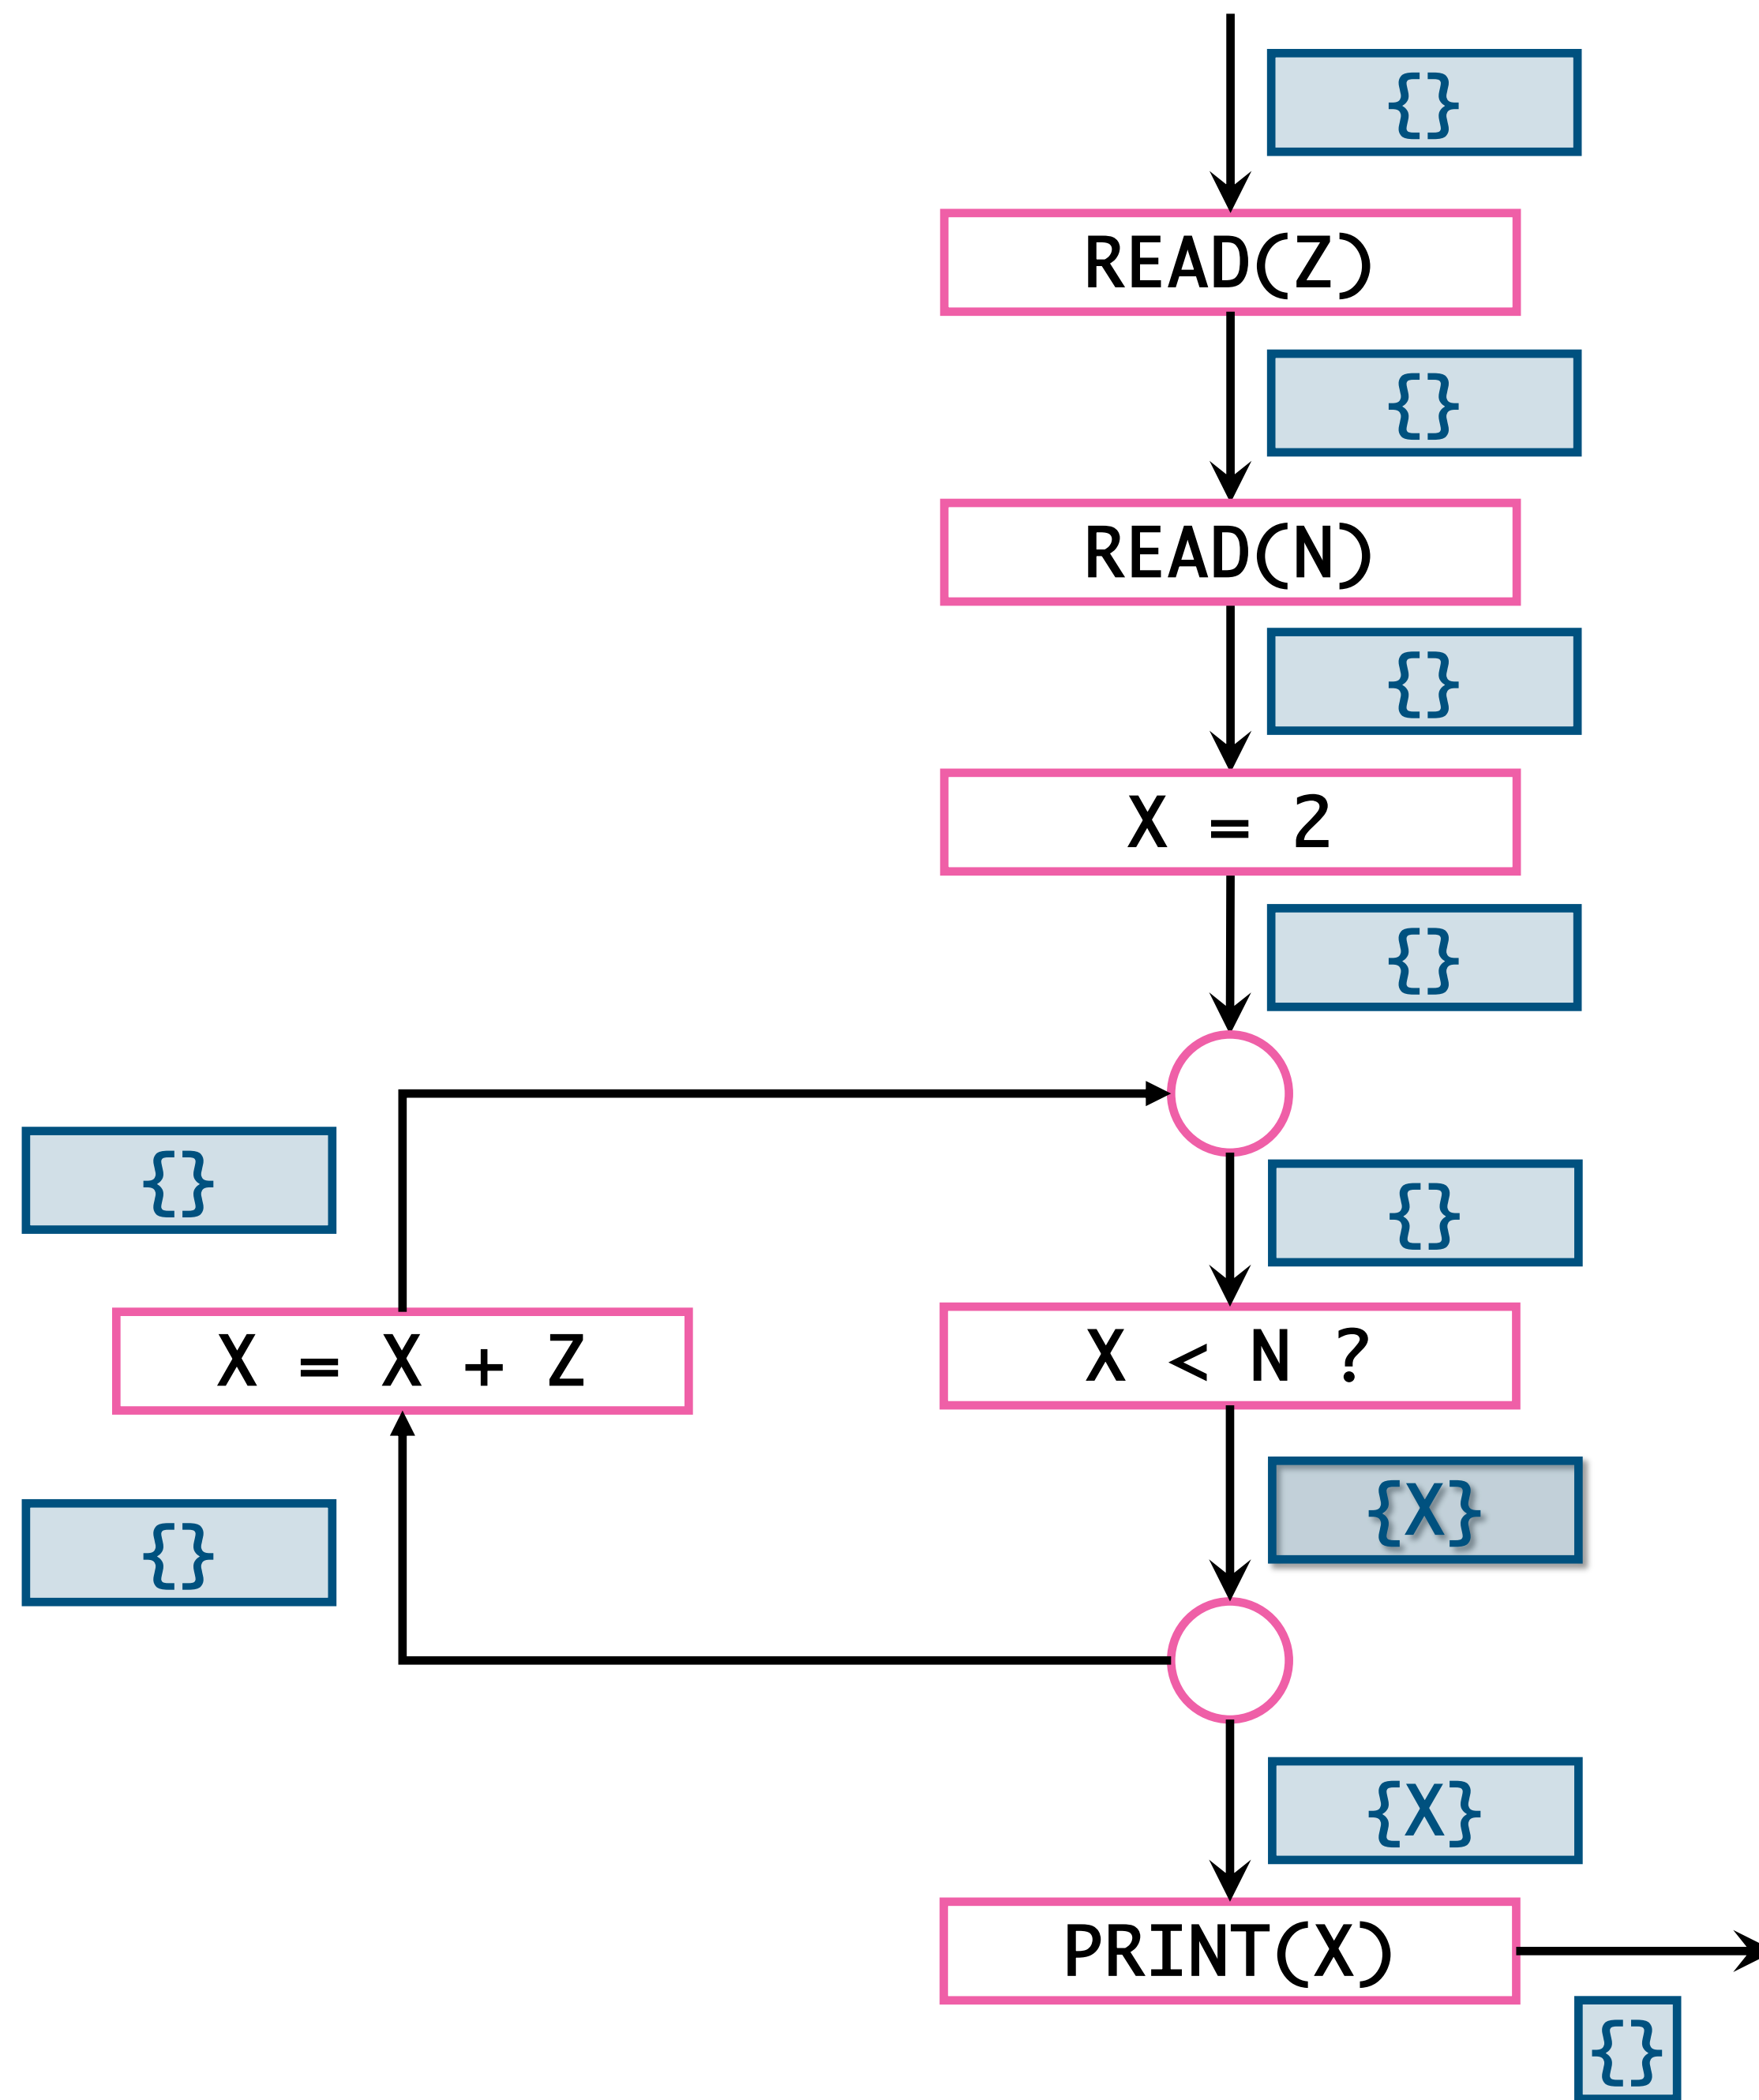 {}
READ(Z)
{}
READ(N)
{}
X = 2
{}
{}
{}
X = X + Z
X < N ?
{X}
{}
{X}
PRINT(X)
{}